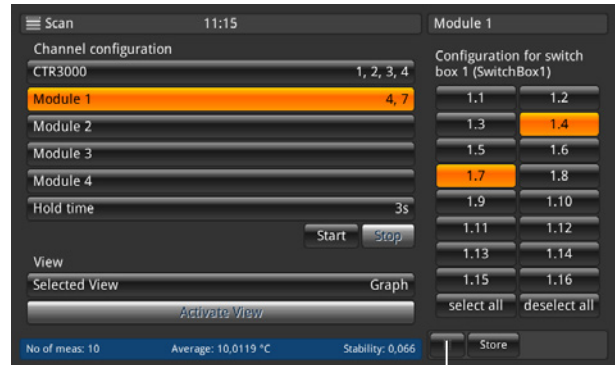 Scan 11:15
Channel configuration
CTR3000 1, 2, 3, 4
Module 1 4, 7
Module 2
Module 3
Module 4
Hold time 3s
Start Stop
View
Selected View Graph
Activate View
No of meas: 10 Average: 10,0119 °C Stability: 0,066
Module 1
Configuration for switch
box 1 (SwitchBox1)
1.1 1.2
1.3 1.4
1.5 1.6
1.7 1.8
1.9 1.10
1.11 1.12
1.13 1.14
1.15 1.16
select all deselect all
Store